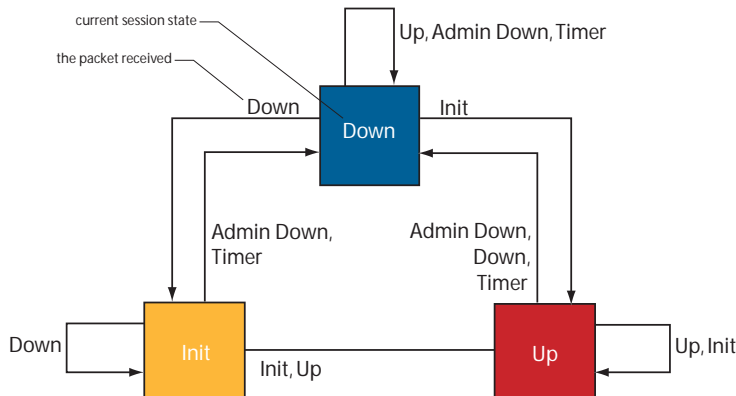 current session state
Up, Admin Down, Timer
the packet received
Down
Init
Down
Admin Down,
Timer
Admin Down,
Down,
Timer
Down
Init
Init, Up
Up
Up, Init